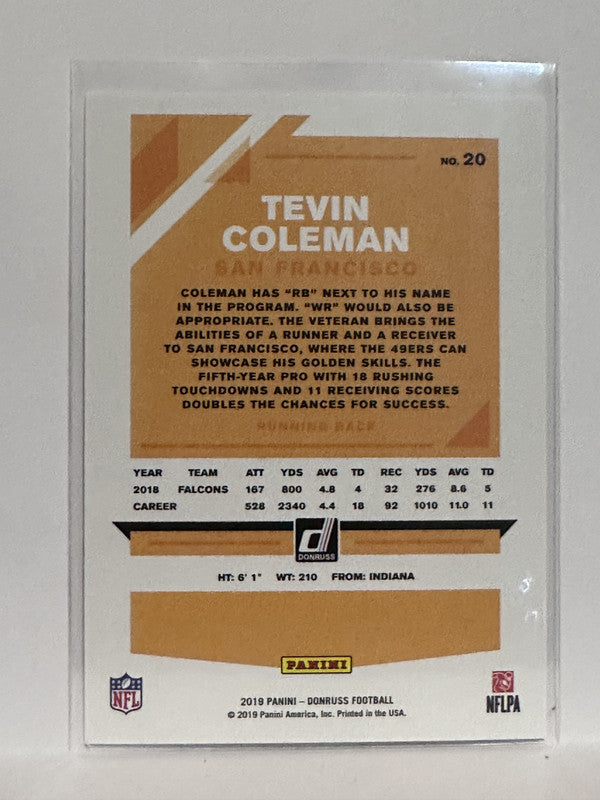 NO. 20
TEVIN
COLEMAN
SAN FRANCISCO
COLEMAN HAS "RB" NEXT TO HIS NAME
IN THE PROGRAM. "WR" WOULD ALSO BE
APPROPRIATE. THE VETERAN BRINGS THE
ABILITIES OF A RUNNER AND A RECEIVER
TO SAN FRANCISCO, WHERE THE 49ERS CAN
SHOWCASE HIS GOLDEN SKILLS. THE
FIFTH-YEAR PRO WITH 18 RUSHING
TOUCHDOWNS AND 11 RECEIVING SCORES
DOUBLES THE CHANCES FOR SUCCESS.
RUNNING BACK
YEAR TEAM ATT YDS AVG TD REC YDS AVG TD
2018 FALCONS 167 800 4.8 4 32 276 8.6 5
CAREER 528 2340 4.4 18 92 1010 11.0 11
d
DONRUSS
HT: 6' 1" WT: 210 FROM: INDIANA
PANINI
NFL
2019 PANINI – DONRUSS FOOTBALL
© 2019 Panini America, Inc. Printed in the USA.
NFLPA